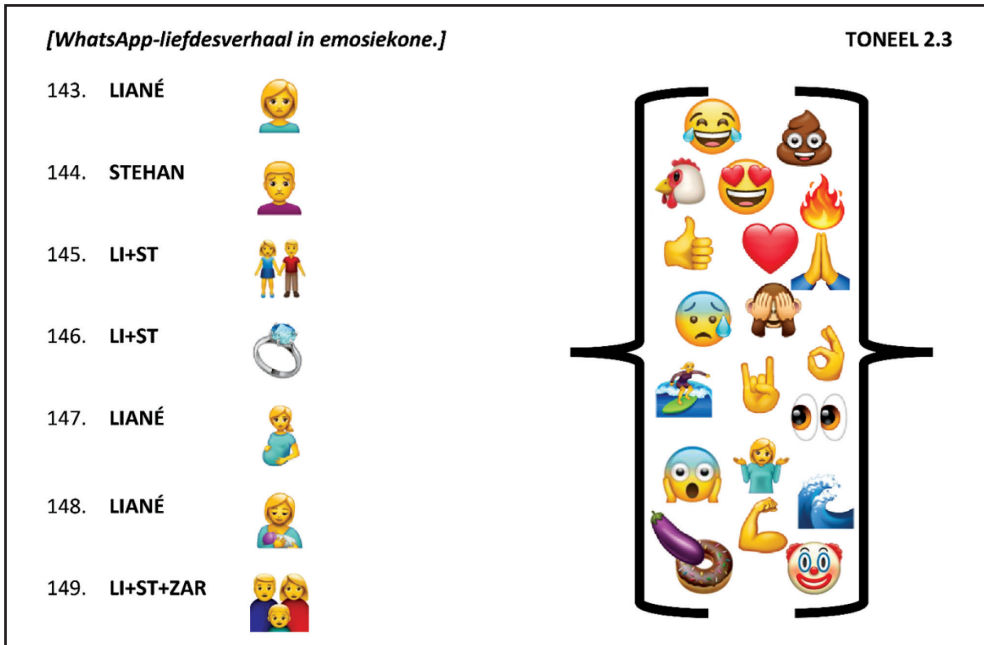 [WhatsApp-liefdesverhaal in emosiekone.] TONEEL 2.3
143. LIANÉ
144. STEHAN
145. LI+ST
146. LI+ST
147. LIANÉ
148. LIANÉ
149. LI+ST+ZAR